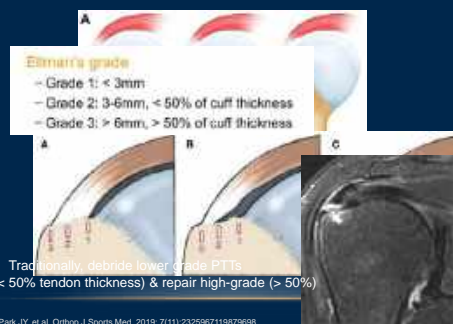 A
Ellman's grade
– Grade 1: < 3mm
– Grade 2: 3-6mm, < 50% of cuff thickness
– Grade 3: > 6mm, > 50% of cuff thickness
A B C
Traditionally, debride lower grade PTTs
< 50% tendon thickness) & repair high-grade (> 50%)
Park JY, et al. Orthop J Sports Med. 2019; 7(11):2325967119879698